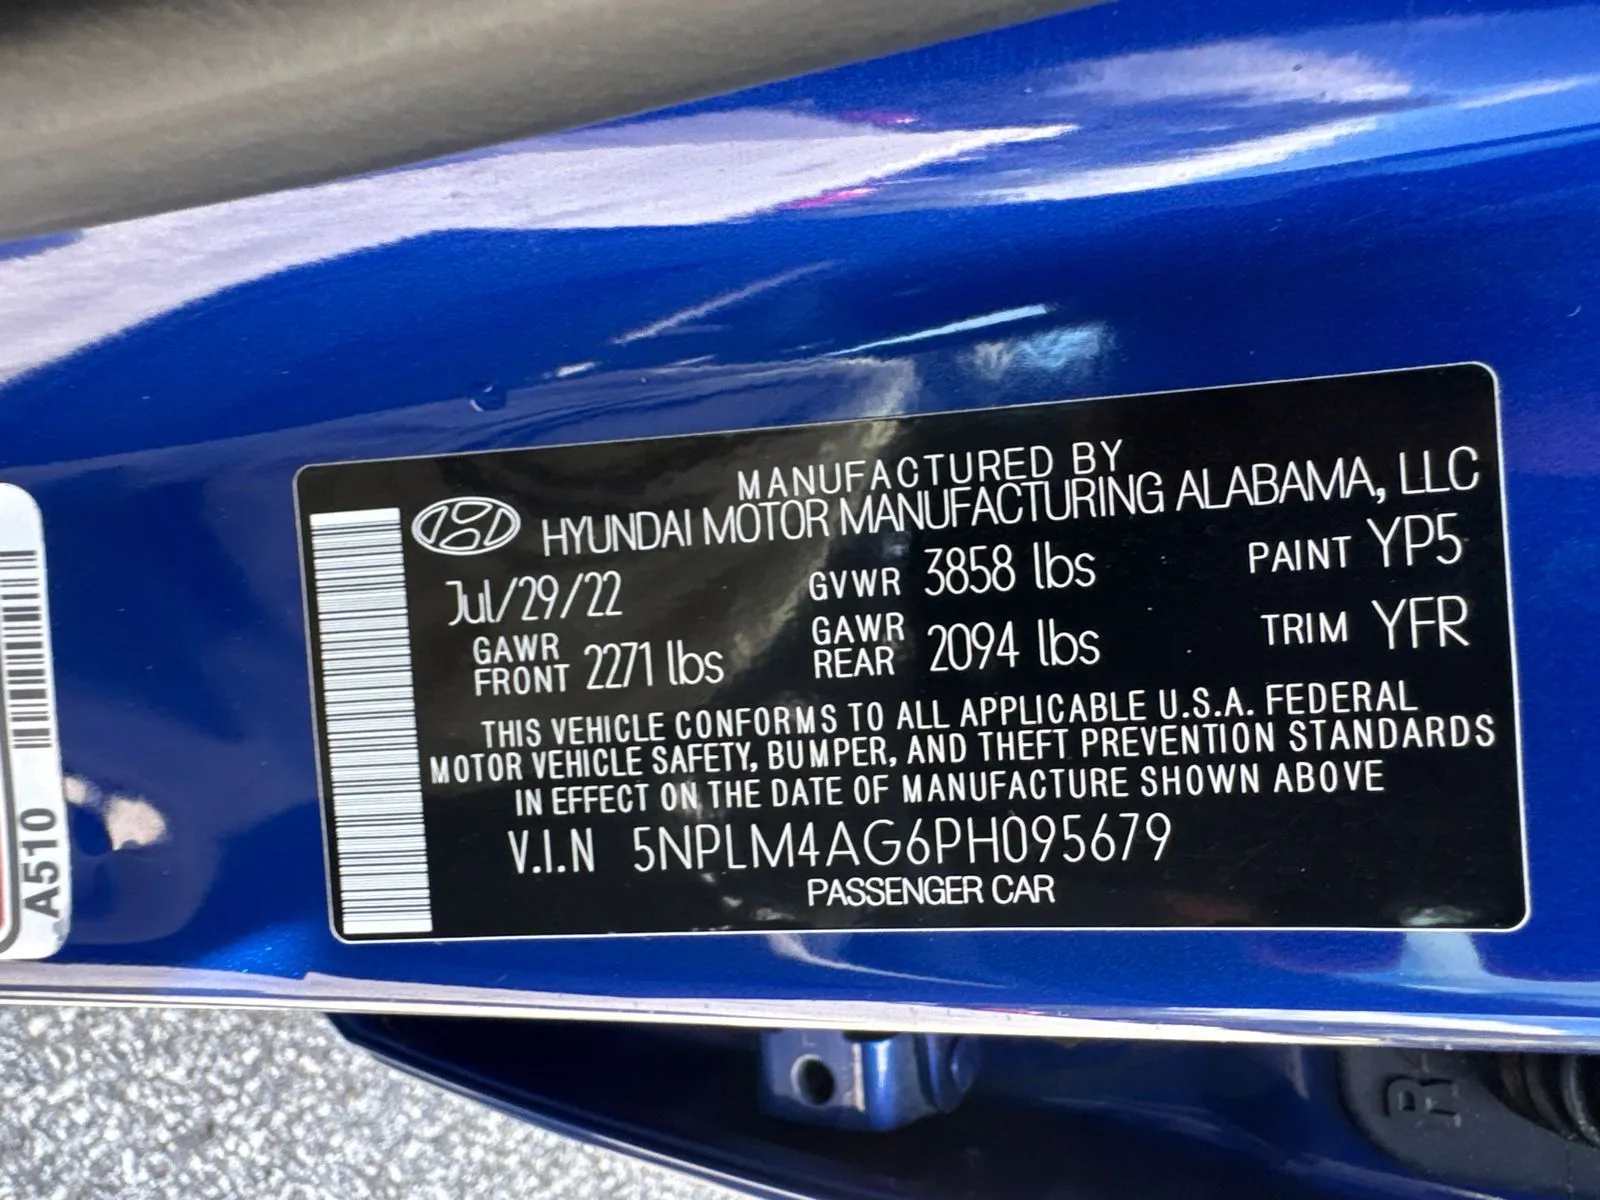 MANUFACTURED BY
HYUNDAI MOTOR MANUFACTURING ALABAMA, LLC
Jul/29/22 GVWR 3858 lbs PAINT YP5
GAWR FRONT 2271 lbs GAWR REAR 2094 lbs TRIM YFR
THIS VEHICLE CONFORMS TO ALL APPLICABLE U.S.A. FEDERAL
MOTOR VEHICLE SAFETY, BUMPER, AND THEFT PREVENTION STANDARDS
IN EFFECT ON THE DATE OF MANUFACTURE SHOWN ABOVE
V.I.N 5NPLM4AG6PH095679
PASSENGER CAR
A510
R